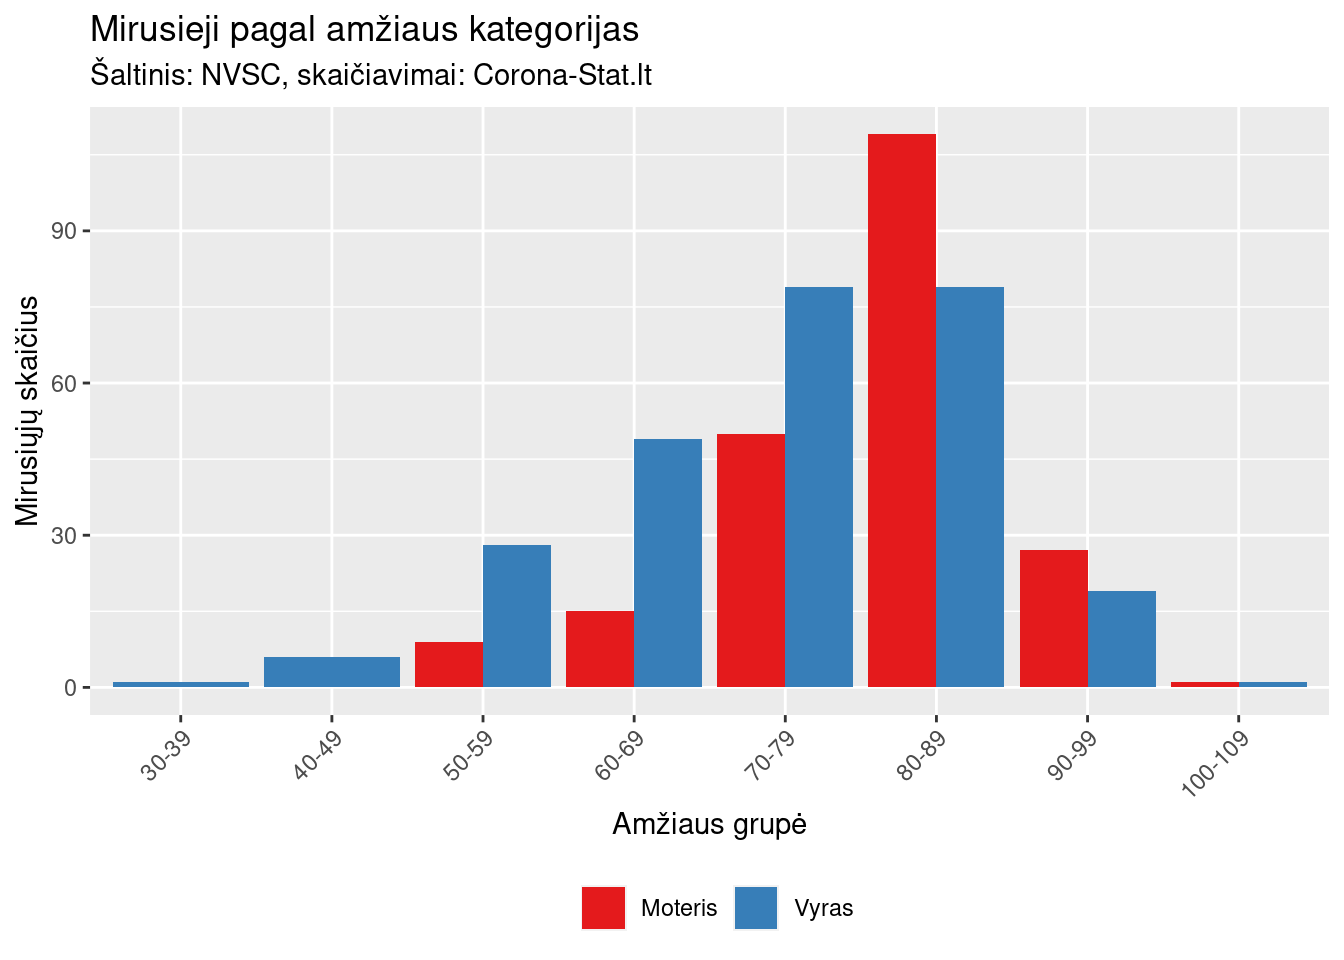 Mirusieji pagal amžiaus kategorijas
Šaltinis: NVSC, skaičiavimai: Corona-Stat.lt
Mirusiųjų skaičius
90
60
30
0
30-39
40-49
50-59
60-69
70-79
80-89
90-99
100-109
Amžiaus grupė
Moteris
Vyras